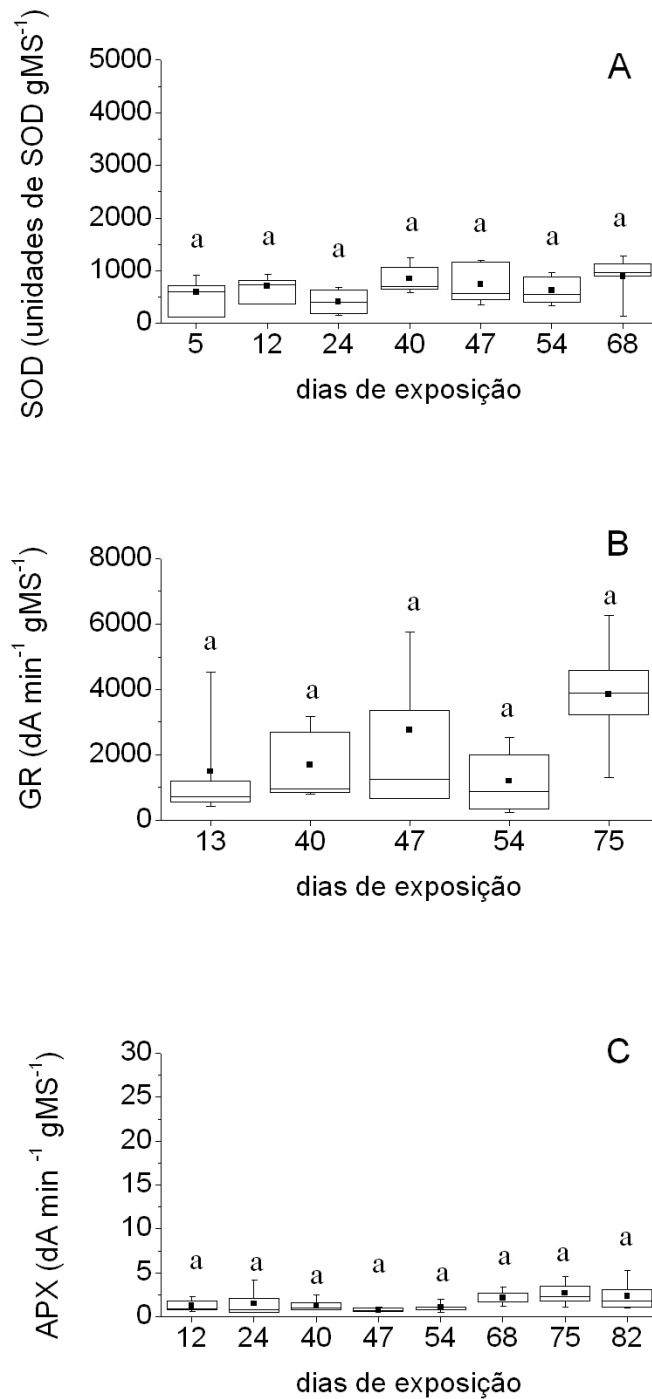 A
SOD (unidades de SOD gMS⁻¹)
5000
4000
3000
2000
1000
0
a a a a a a a
5 12 24 40 47 54 68
dias de exposição
B
GR (dA min⁻¹ gMS⁻¹)
8000
6000
4000
2000
0
a a a a a
13 40 47 54 75
dias de exposição
C
APX (dA min⁻¹ gMS⁻¹)
30
25
20
15
10
5
0
a a a a a a a a
12 24 40 47 54 68 75 82
dias de exposição